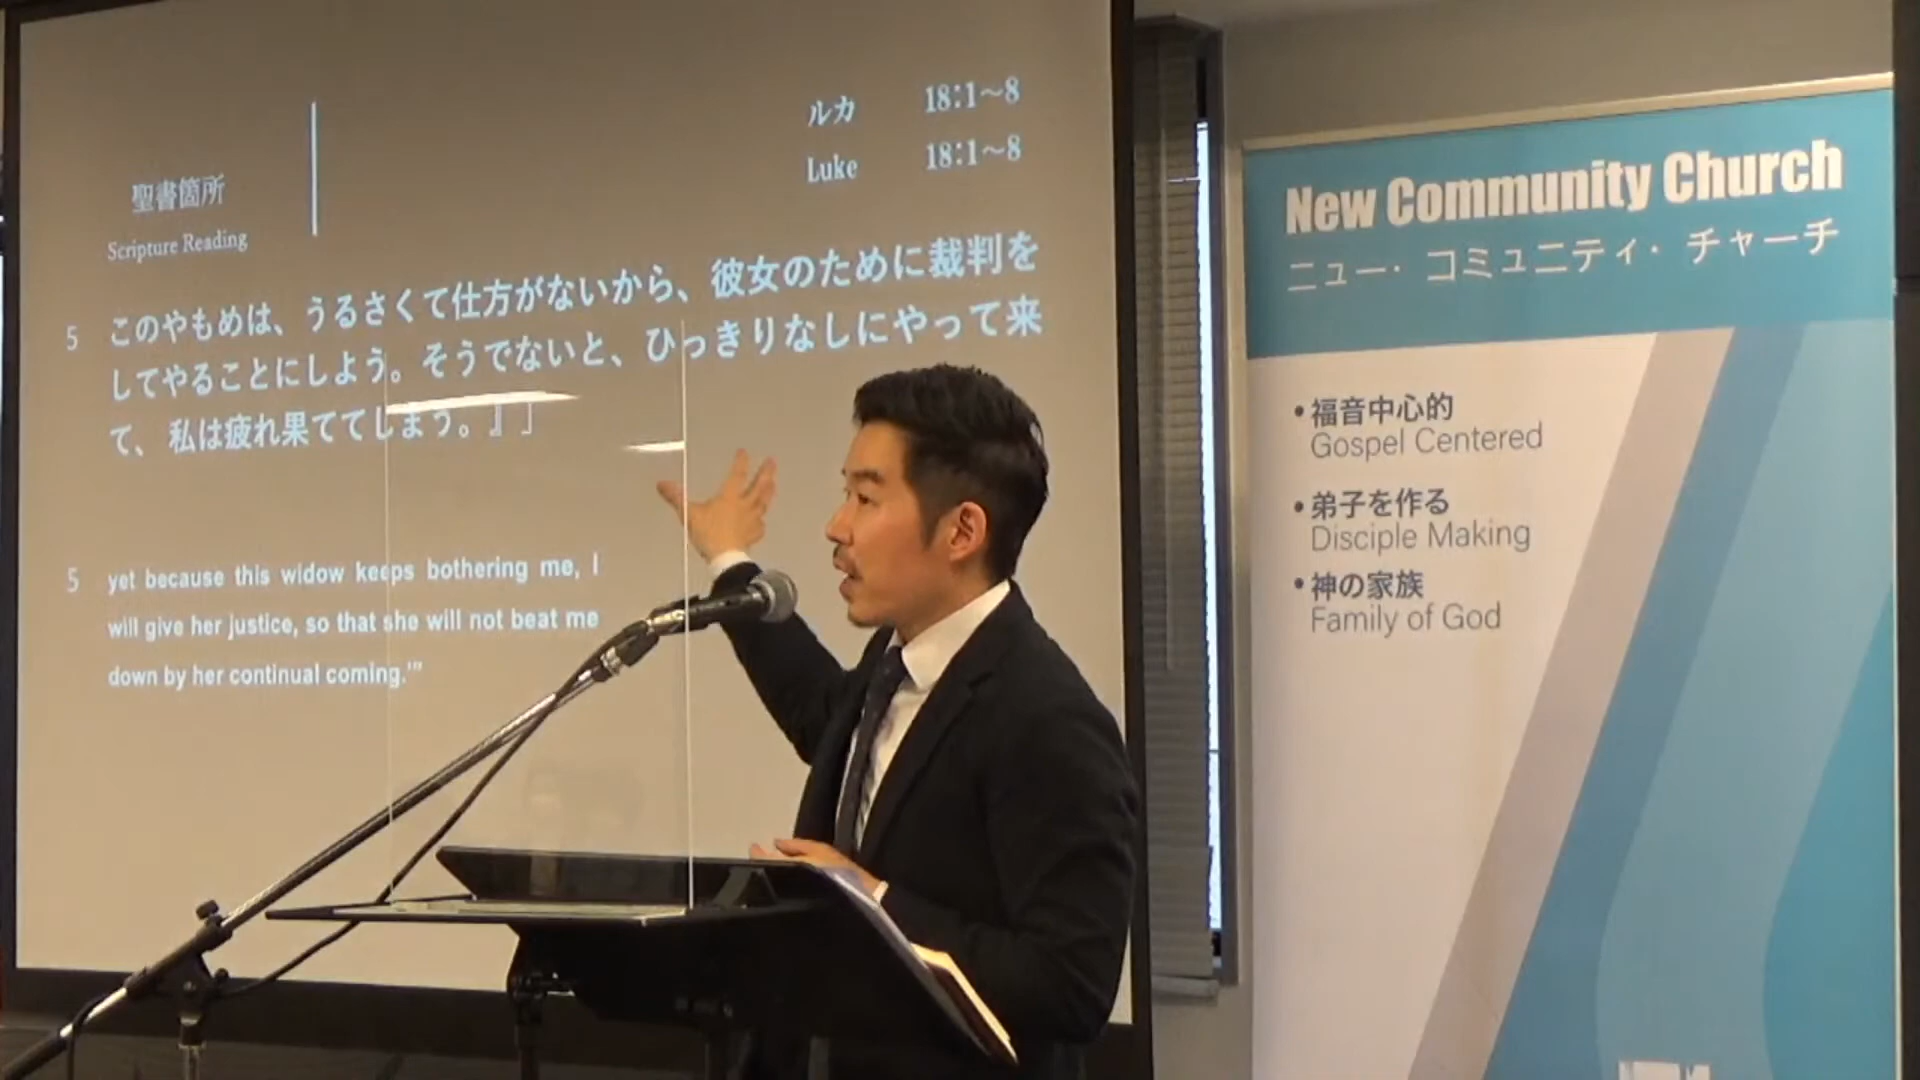 ルカ 18:1〜8
Luke 18:1〜8
聖書箇所
Scripture Reading
5 このやもめは、うるさくて仕方がないから、彼女のために裁判を
してやることにしよう。そうでないと、ひっきりなしにやって来
て、 私は疲れ果ててしまう。』」
5 yet because this widow keeps bothering me, I
will give her justice, so that she will not beat me
down by her continual coming.'"
New Community Church
ニュー・コミュニティ・チャーチ
•福音中心的
Gospel Centered
•弟子を作る
Disciple Making
•神の家族
Family of God